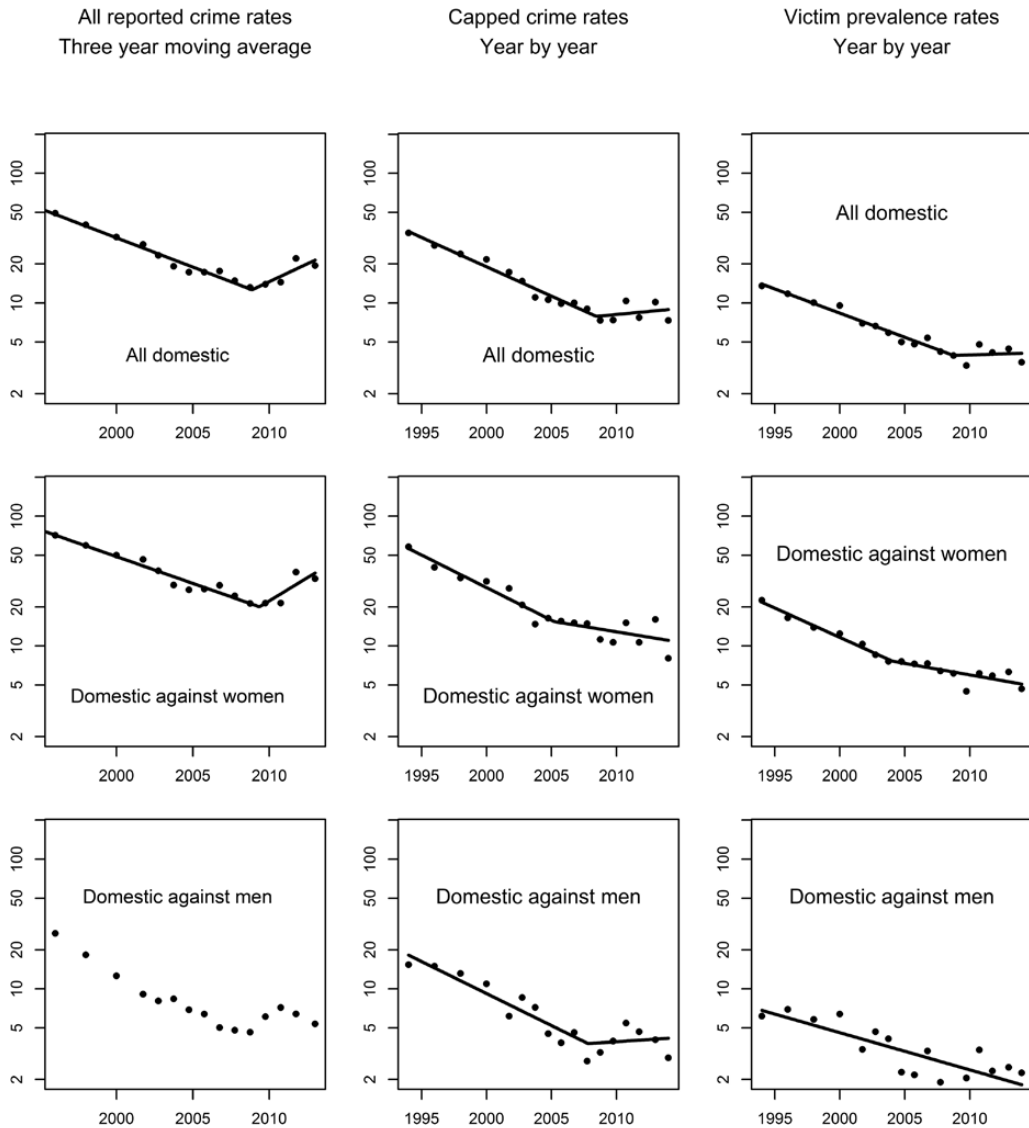 All reported crime rates
Three year moving average
Capped crime rates
Year by year
Victim prevalence rates
Year by year
100
50
20
10
5
2
All domestic
2000 2005 2010
100
50
20
10
5
2
All domestic
1995 2000 2005 2010
100
50
20
10
5
2
All domestic
1995 2000 2005 2010
100
50
20
10
5
2
Domestic against women
2000 2005 2010
100
50
20
10
5
2
Domestic against women
1995 2000 2005 2010
100
50
20
10
5
2
Domestic against women
1995 2000 2005 2010
100
50
20
10
5
2
Domestic against men
2000 2005 2010
100
50
20
10
5
2
Domestic against men
1995 2000 2005 2010
100
50
20
10
5
2
Domestic against men
1995 2000 2005 2010